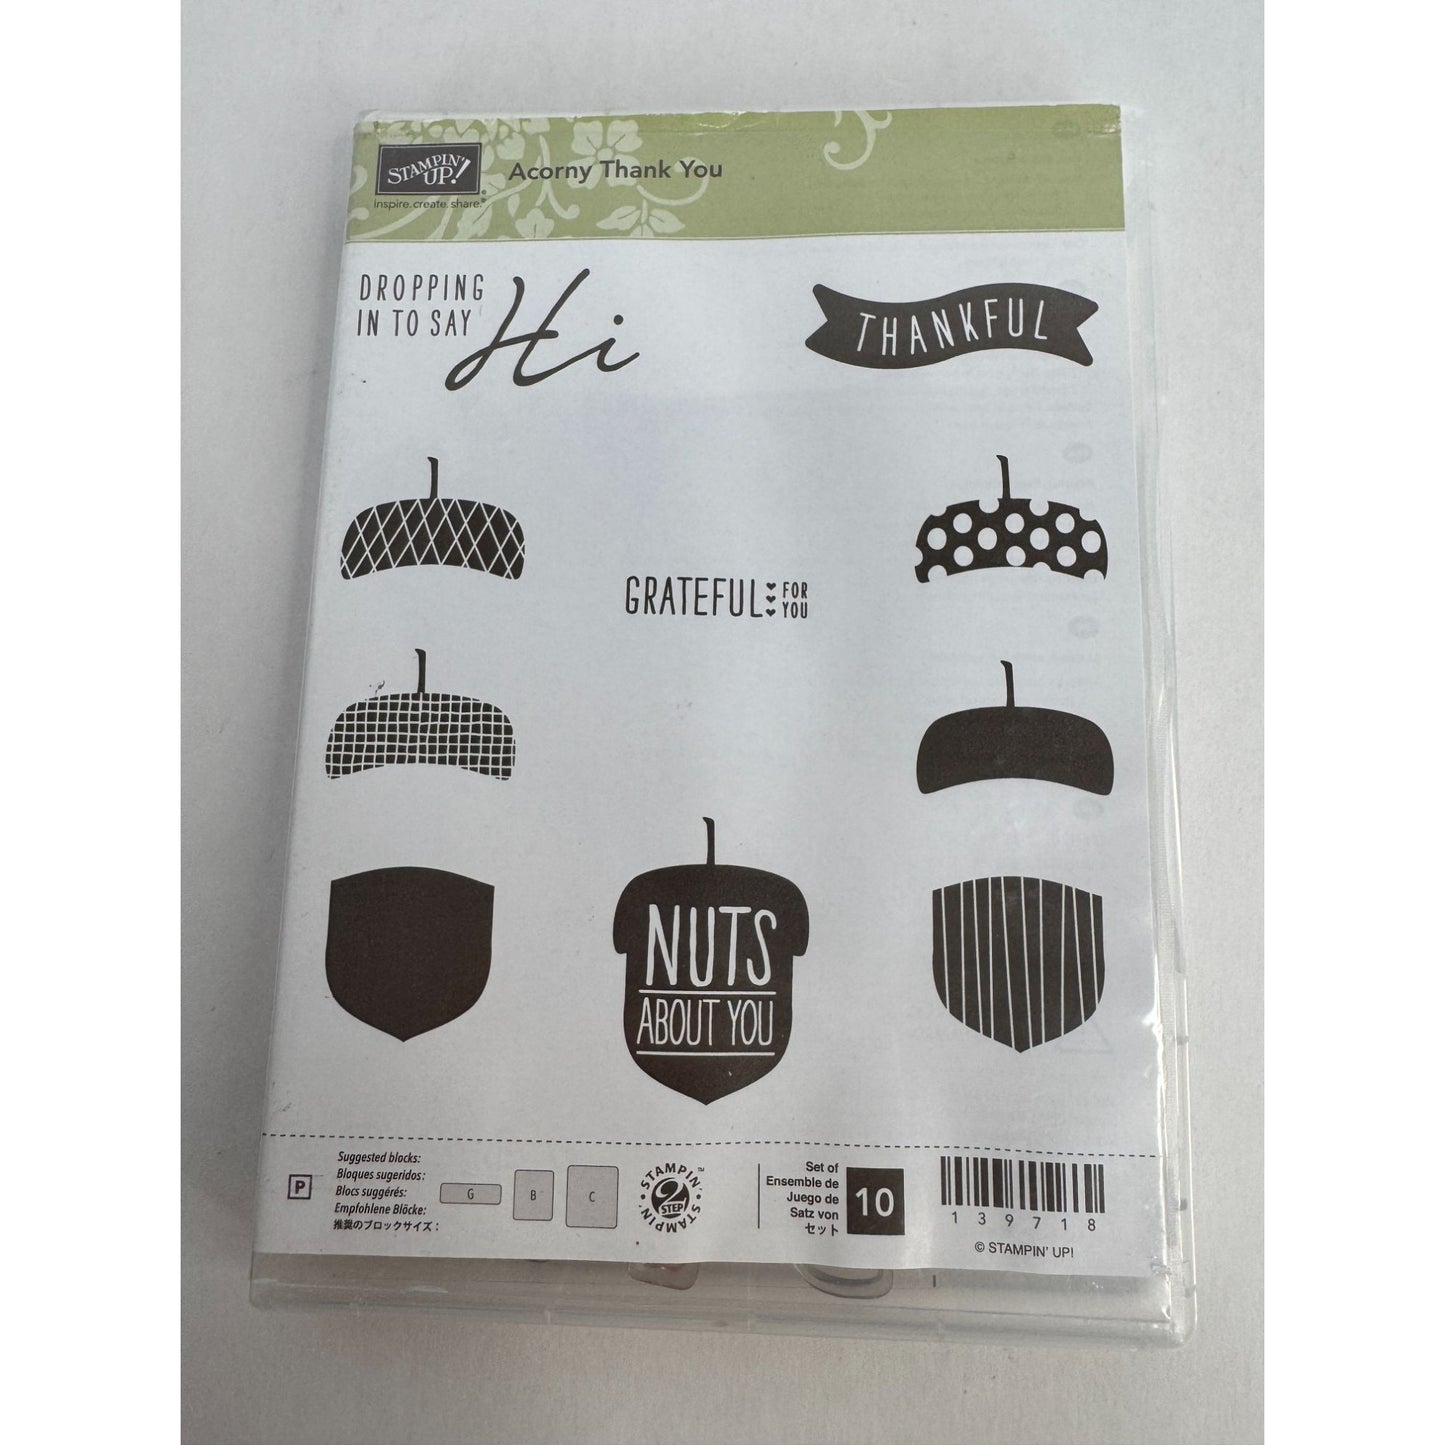 STAMPIN' UP!
inspire. create. share.®
Acorny Thank You
DROPPING
IN TO SAY
Hi
THANKFUL
GRATEFUL
FOR
YOU
NUTS
ABOUT YOU
P
Suggested blocks:
Bloques sugeridos:
Blocs suggérés:
Empfohlene Blöcke:
推奨のブロックサイズ：
G
B
C
STAMPIN'™
2
STEP
STAMPIN'
Set of
Ensemble de
Juego de
Satz von
セット
10
139718
© STAMPIN' UP!